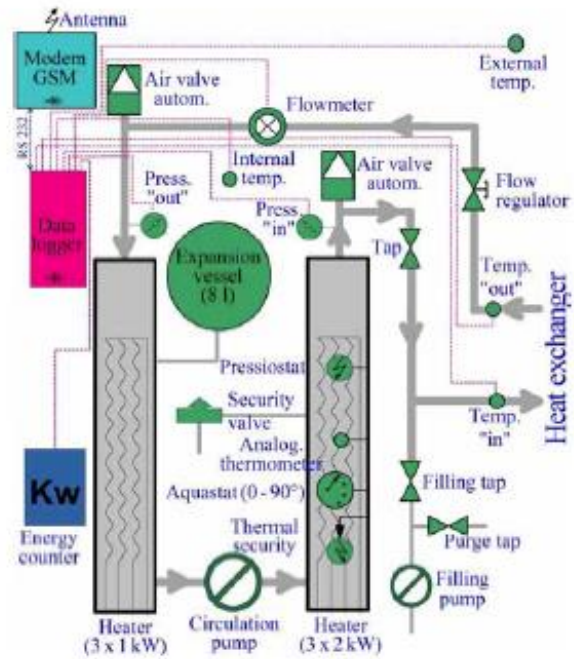 Antenna
Modem
GSM
RS 232
Data
logger
Air valve
autom.
Flowmeter
External
temp.
Internal
temp.
Press.
"out"
Press.
"in"
Air valve
autom.
Flow
regulator
Tap
Temp.
"out"
Expansion
vessel
(8 l)
Heat exchanger
Pressiostat
Security
valve
Analog.
thermometer
Aquastat (0 - 90°)
Thermal
security
Temp.
"in"
Filling tap
Purge tap
Filling
pump
Kw
Energy
counter
Heater
(3 x 1 kW)
Circulation
pump
Heater
(3 x 2 kW)